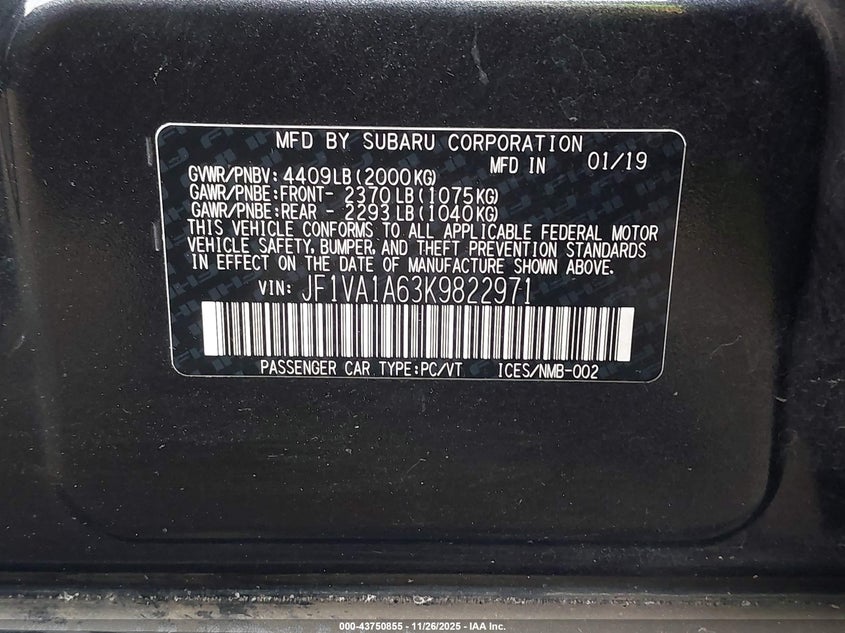 MFD BY SUBARU CORPORATION
MFD IN 01/19
GVWR/PNBV: 4409LB(2000KG)
GAWR/PNBE:FRONT- 2370LB(1075KG)
GAWR/PNBE:REAR - 2293LB(1040KG)
THIS VEHICLE CONFORMS TO ALL APPLICABLE FEDERAL MOTOR
VEHICLE SAFETY, BUMPER, AND THEFT PREVENTION STANDARDS
IN EFFECT ON THE DATE OF MANUFACTURE SHOWN ABOVE.
VIN: JF1VA1A63K9822971
PASSENGER CAR TYPE:PC/VT ICES/NMB-002
000-43750855 - 11/26/2025 - IAA Inc.